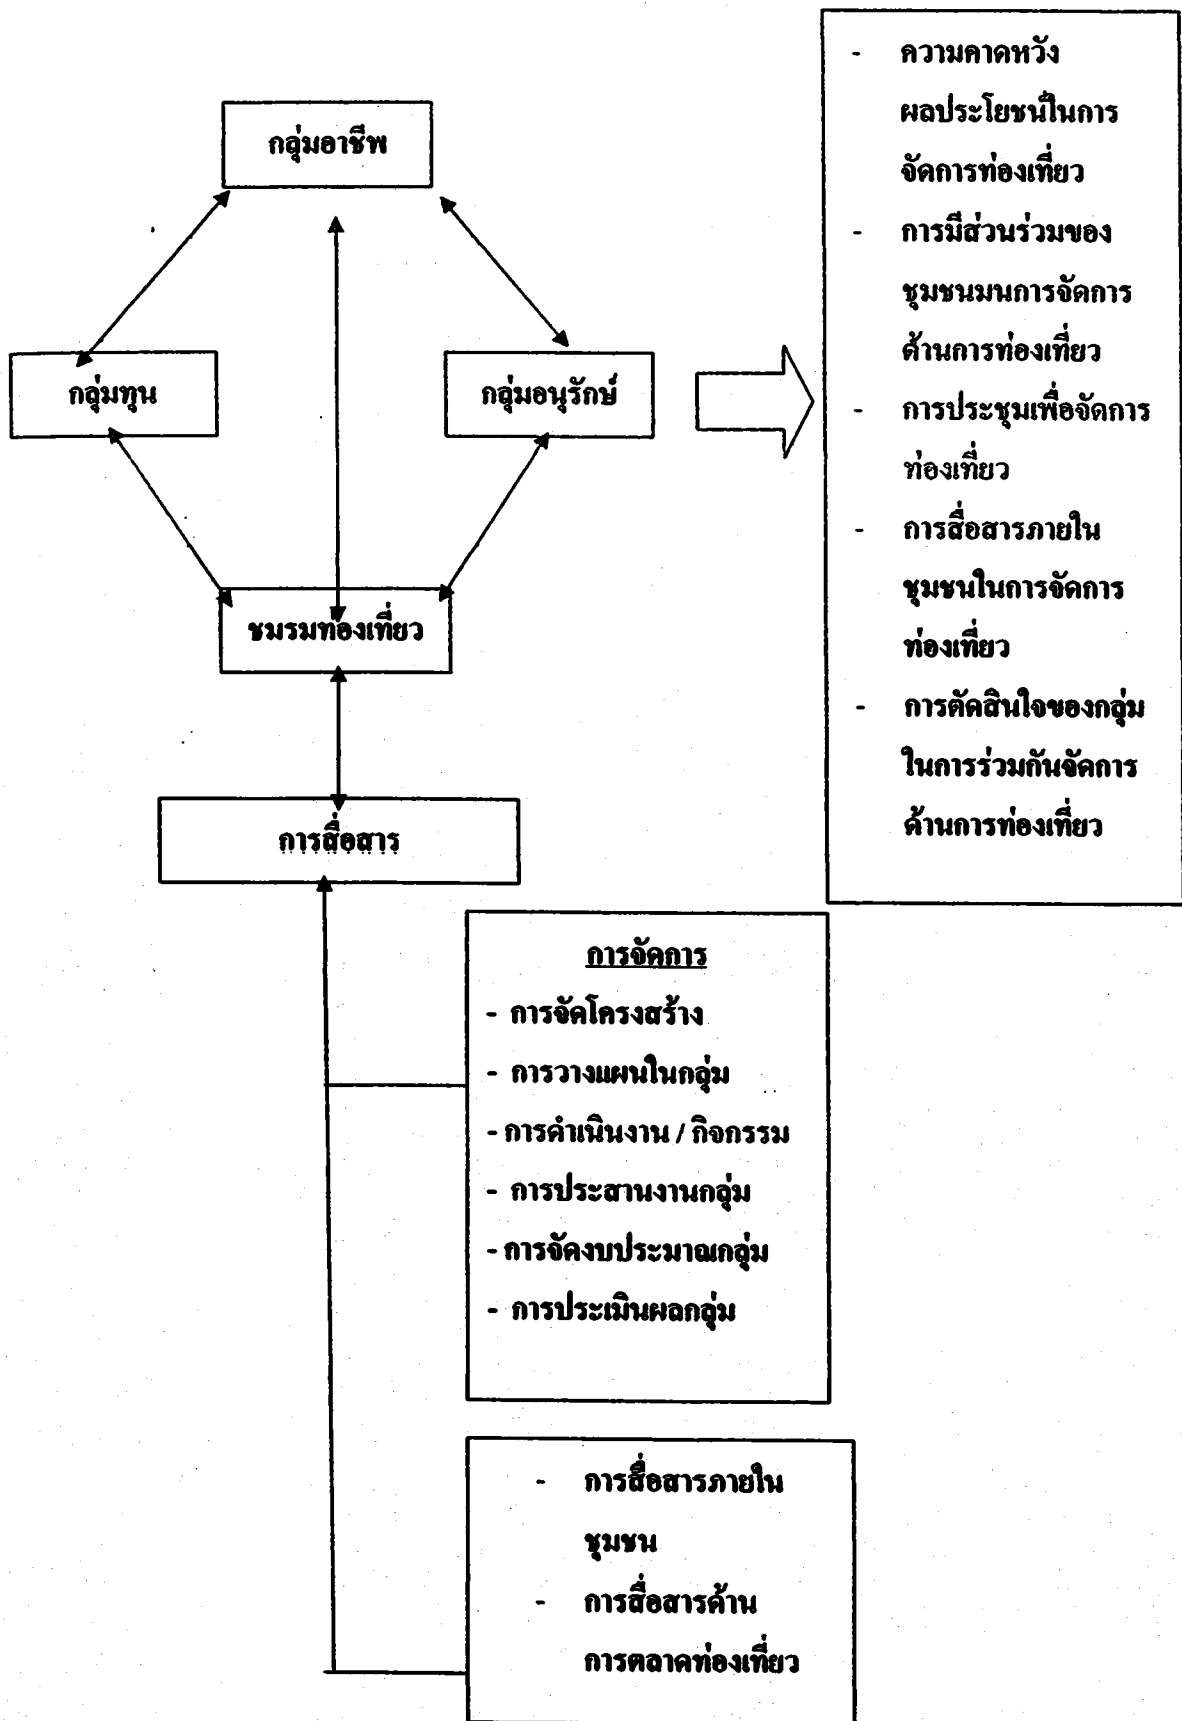 กลุ่มอาชีพ
กลุ่มทุน
กลุ่มอนุรักษ์
ชมรมท่องเที่ยว
การสื่อสาร
- ความคาดหวัง
ผลประโยชน์ในการ
จัดการท่องเที่ยว
- การมีส่วนร่วมของ
ชุมชนมนการจัดการ
ด้านการท่องเที่ยว
- การประชุมเพื่อจัดการ
ท่องเที่ยว
- การสื่อสารภายใน
ชุมชนในการจัดการ
ท่องเที่ยว
- การตัดสินใจของกลุ่ม
ในการร่วมกันจัดการ
ด้านการท่องเที่ยว
การจัดการ
- การจัดโครงสร้าง
- การวางแผนในกลุ่ม
- การดำเนินงาน / กิจกรรม
- การประสานงานกลุ่ม
- การจัดงบประมาณกลุ่ม
- การประเมินผลกลุ่ม
- การสื่อสารภายใน
ชุมชน
- การสื่อสารด้าน
การตลาดท่องเที่ยว